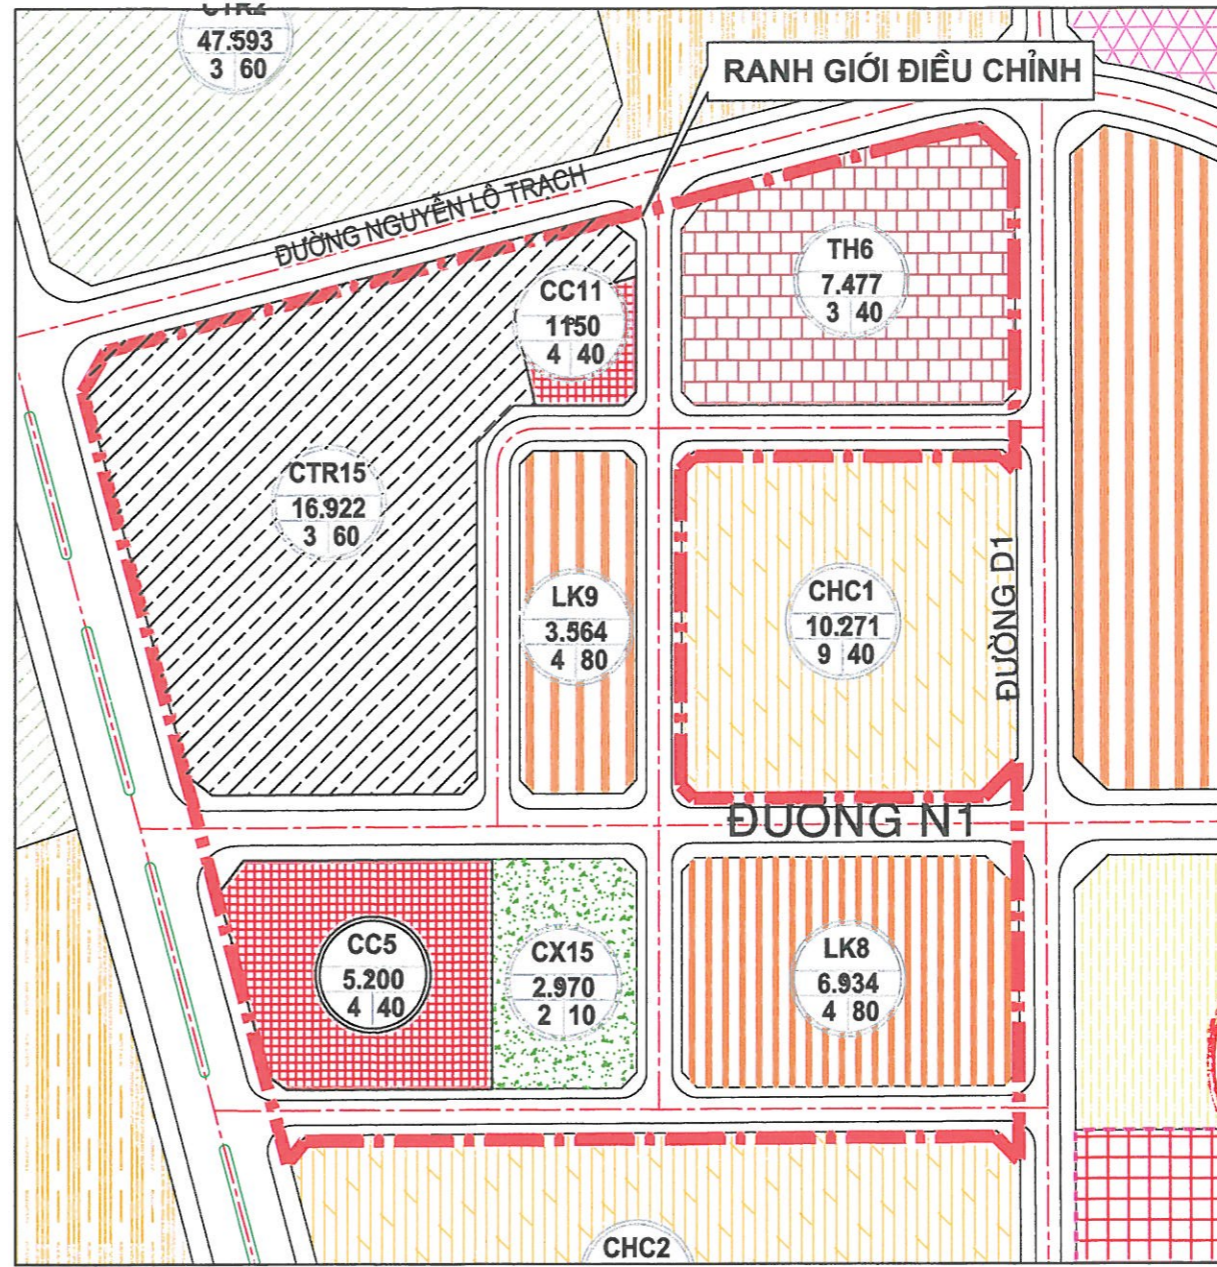 CTR2
47.593
3 60
RANH GIỚI ĐIỀU CHỈNH
ĐƯỜNG NGUYỄN LỘ TRẠCH
TH6
7.477
3 40
CC11
1150
4 40
CTR15
16.922
3 60
LK9
3.564
4 80
CHC1
10.271
9 40
ĐƯỜNG D1
ĐƯỜNG N1
CC5
5.200
4 40
CX15
2.970
2 10
LK8
6.934
4 80
CHC2